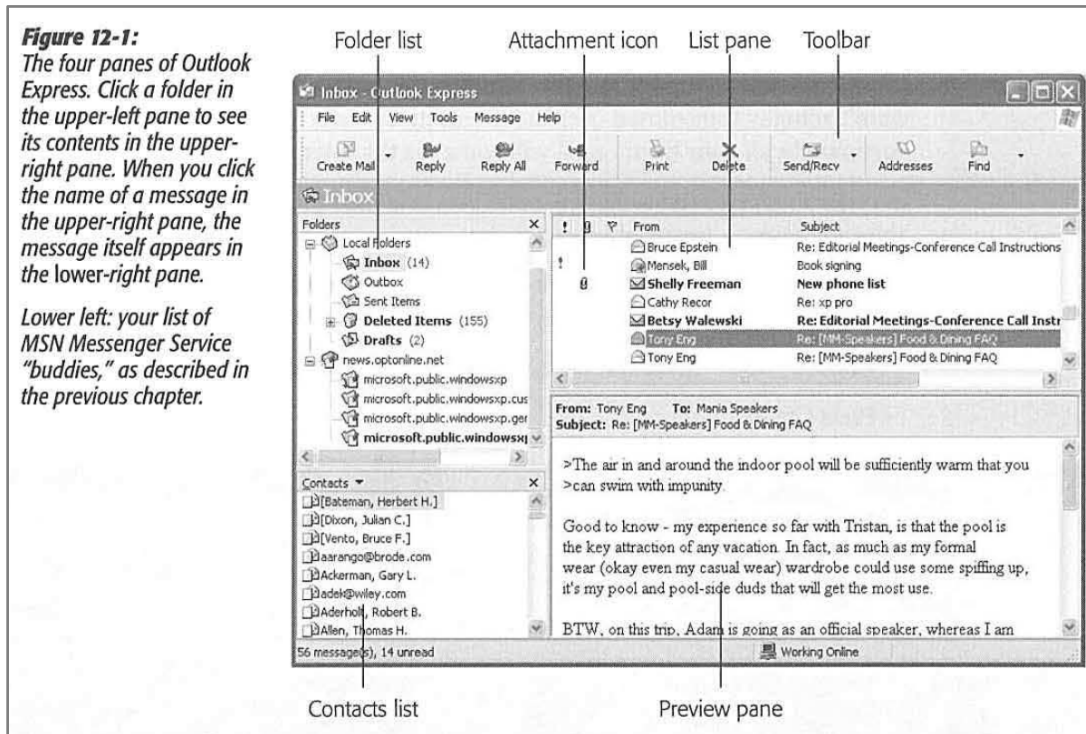 Figure 12-1:
The four panes of Outlook
Express. Click a folder in
the upper-left pane to see
its contents in the upper-
right pane. When you click
the name of a message in
the upper-right pane, the
message itself appears in
the lower-right pane.
Lower left: your list of
MSN Messenger Service
“buddies,” as described in
the previous chapter.
Folder list Attachment icon List pane Toolbar
Inbox - Outlook Express
File Edit View Tools Message Help
Create Mail Reply Reply All Forward Print Delete Send/Recv Addresses Find
Inbox
Folders
Local Folders
Inbox (14)
Outbox
Sent Items
Deleted Items (155)
Drafts (2)
news.optonline.net
microsoft.public.windowsxp
microsoft.public.windowsxp.cus
microsoft.public.windowsxp.ger
microsoft.public.windowsxp
! From Subject
Bruce Epstein Re: Editorial Meetings-Conference Call Instructions
! Mensek, Bill Book signing
Shelly Freeman New phone list
Cathy Recor Re: xp pro
Betsy Walewski Re: Editorial Meetings-Conference Call Instr
Tony Eng Re: [MM-Speakers] Food & Dining FAQ
Tony Eng Re: [MM-Speakers] Food & Dining FAQ
From: Tony Eng To: Mania Speakers
Subject: Re: [MM-Speakers] Food & Dining FAQ
>The air in and around the indoor pool will be sufficiently warm that you
>can swim with impunity.
Good to know - my experience so far with Tristan, is that the pool is
the key attraction of any vacation. In fact, as much as my formal
wear (okay even my casual wear) wardrobe could use some spiffing up,
it's my pool and pool-side duds that will get the most use.
BTW, on this trip, Adam is going as an official speaker, whereas I am
Contacts
[Bateman, Herbert H.]
[Dixon, Julian C.]
[Vento, Bruce F.]
aarango@brode.com
Ackerman, Gary L.
adek@wiley.com
Aderholt, Robert B.
Allen, Thomas H.
56 message(s), 14 unread Working Online
Contacts list Preview pane